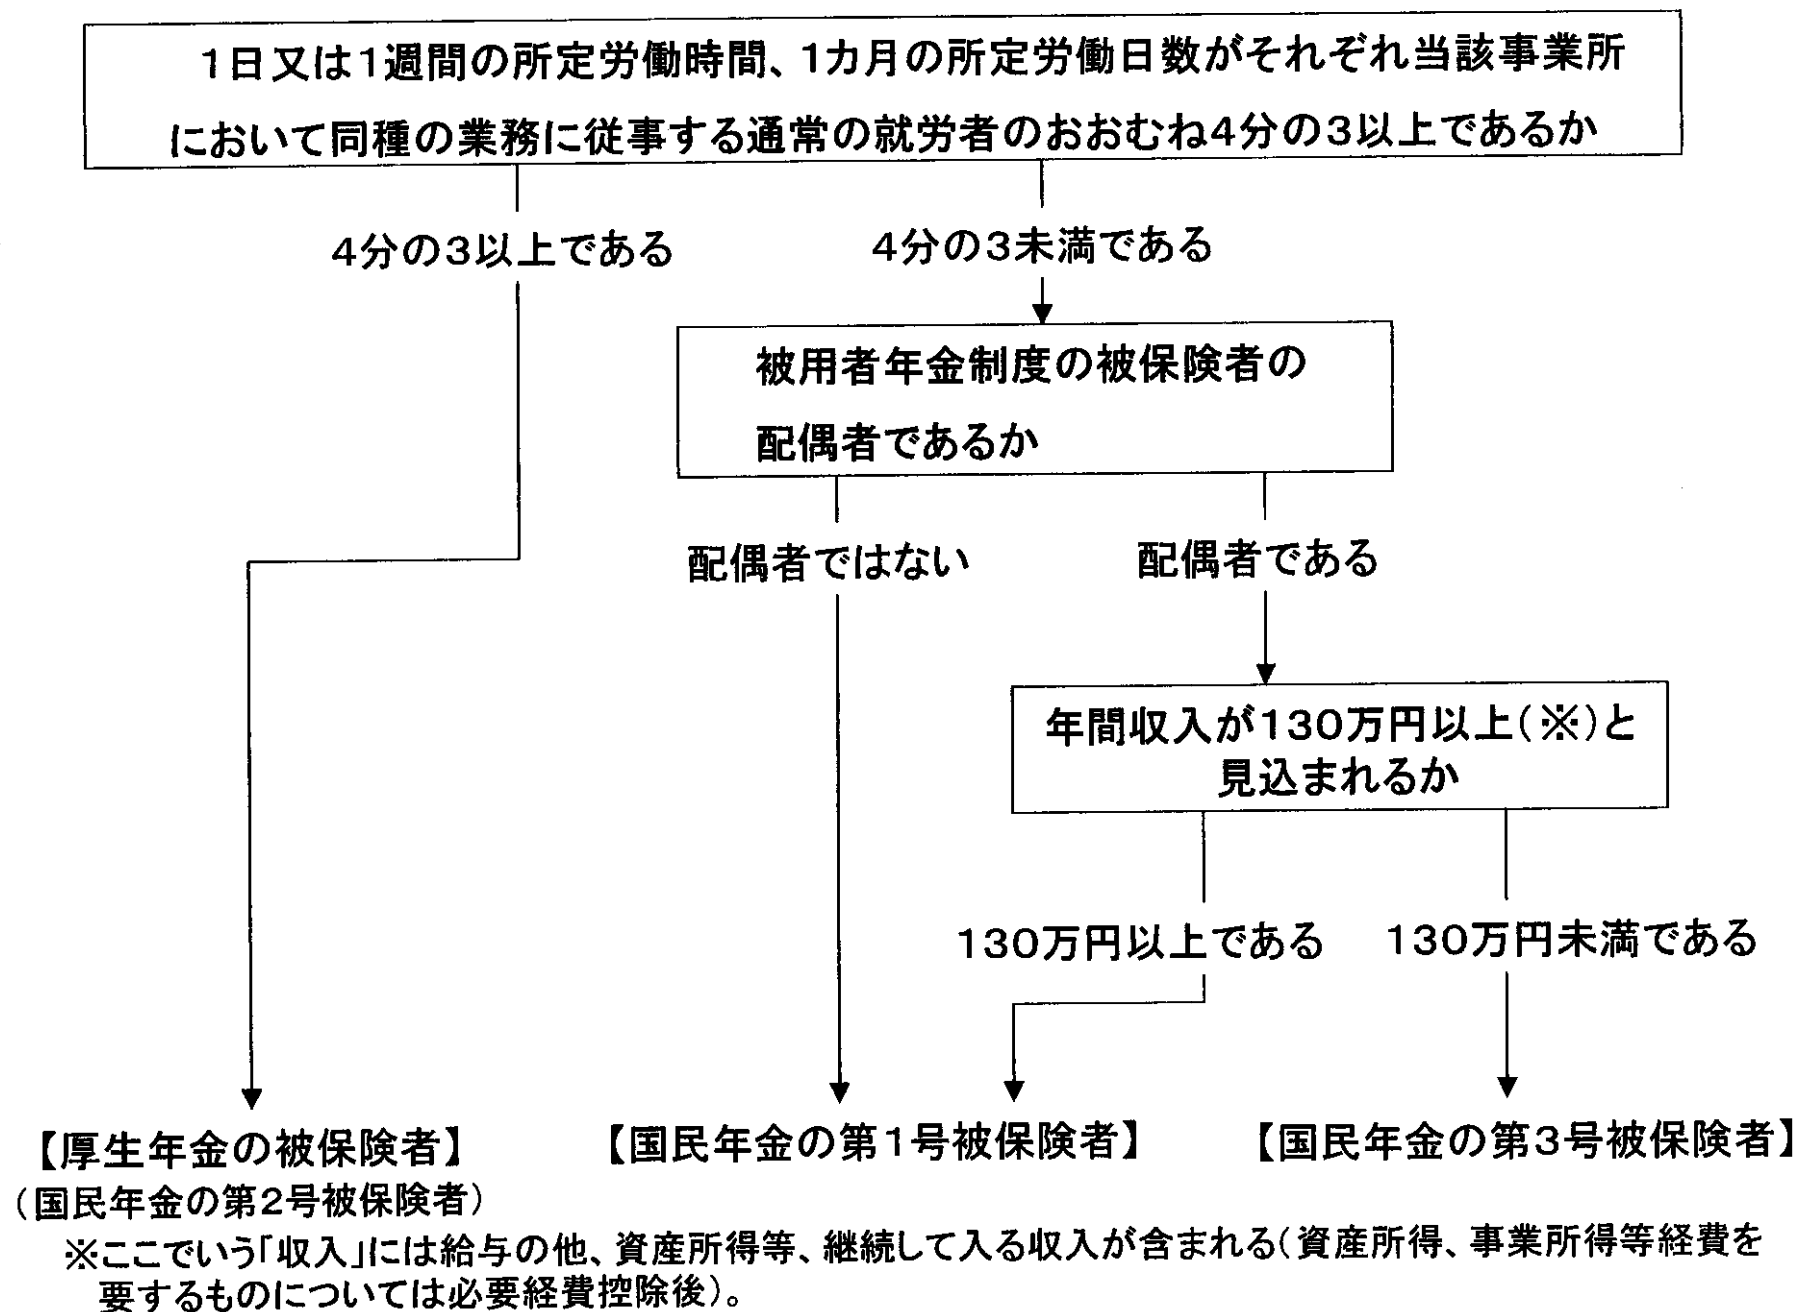 1日又は1週間の所定労働時間、1カ月の所定労働日数がそれぞれ当該事業所
において同種の業務に従事する通常の就労者のおおむね4分の3以上であるか
4分の3以上である
4分の3未満である
被用者年金制度の被保険者の
配偶者であるか
配偶者ではない
配偶者である
年間収入が130万円以上(※)と
見込まれるか
130万円以上である
130万円未満である
【厚生年金の被保険者】
(国民年金の第2号被保険者)
【国民年金の第1号被保険者】
【国民年金の第3号被保険者】
※ここでいう「収入」には給与の他、資産所得等、継続して入る収入が含まれる(資産所得、事業所得等経費を
要するものについては必要経費控除後)。